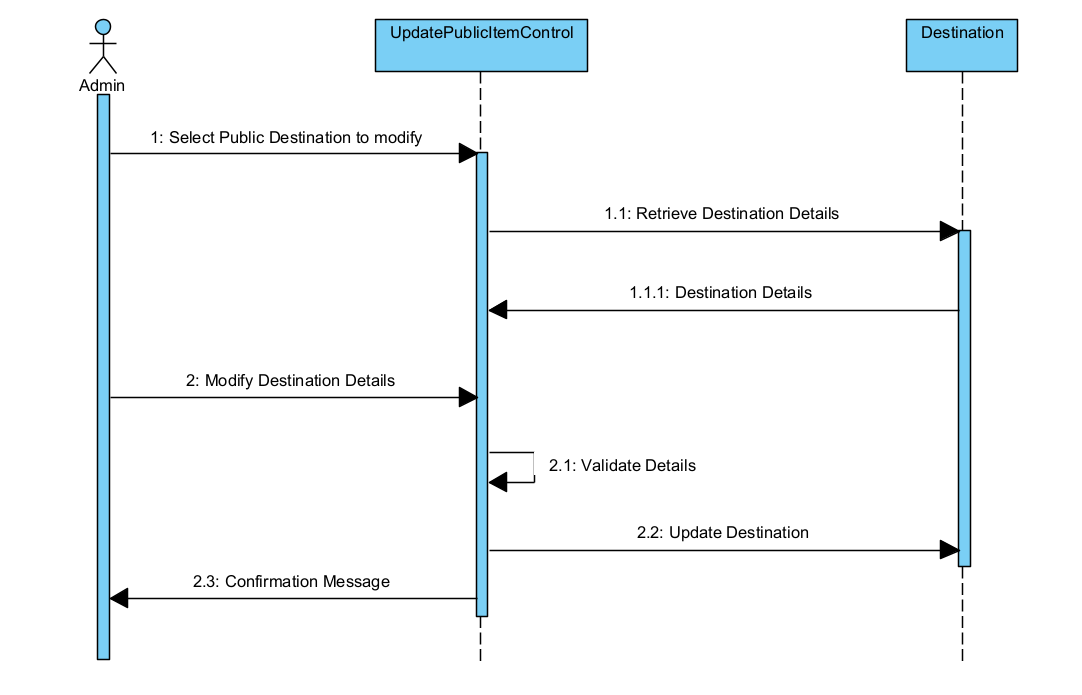 UpdatePublicItemControl
Destination
Admin
1: Select Public Destination to modify
1.1: Retrieve Destination Details
1.1.1: Destination Details
2: Modify Destination Details
2.1: Validate Details
2.2: Update Destination
2.3: Confirmation Message